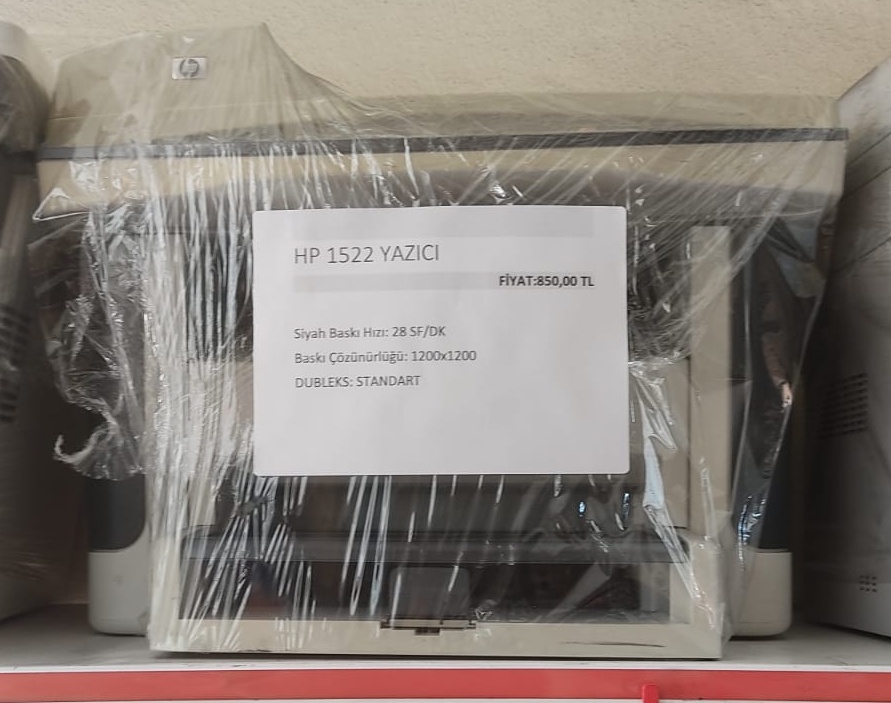 hp
HP 1522 YAZICI
FİYAT:850,00 TL
Siyah Baskı Hızı: 28 SF/DK
Baskı Çözünürlüğü: 1200x1200
DUBLEKS: STANDART